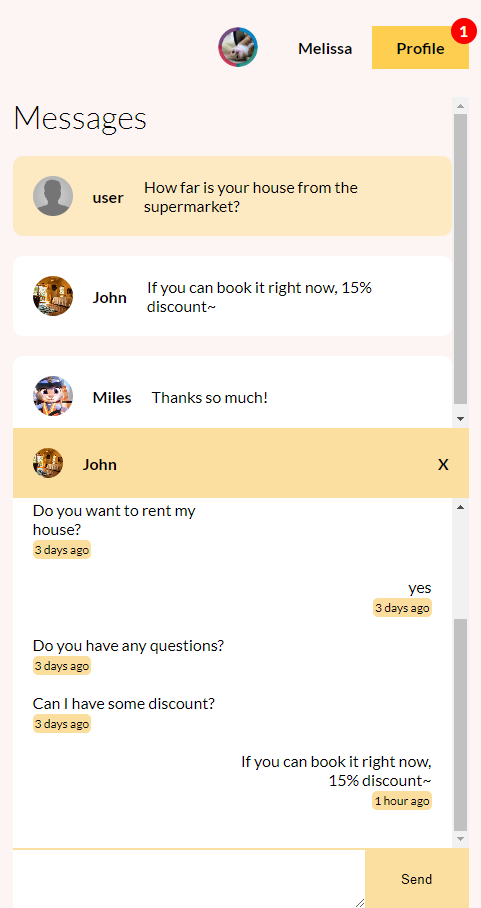 1
Melissa
Profile
Messages
user
How far is your house from the
supermarket?
John
If you can book it right now, 15%
discount~
Miles
Thanks so much!
John
X
Do you want to rent my
house?
3 days ago
yes
3 days ago
Do you have any questions?
3 days ago
Can I have some discount?
3 days ago
If you can book it right now,
15% discount~
1 hour ago
Send